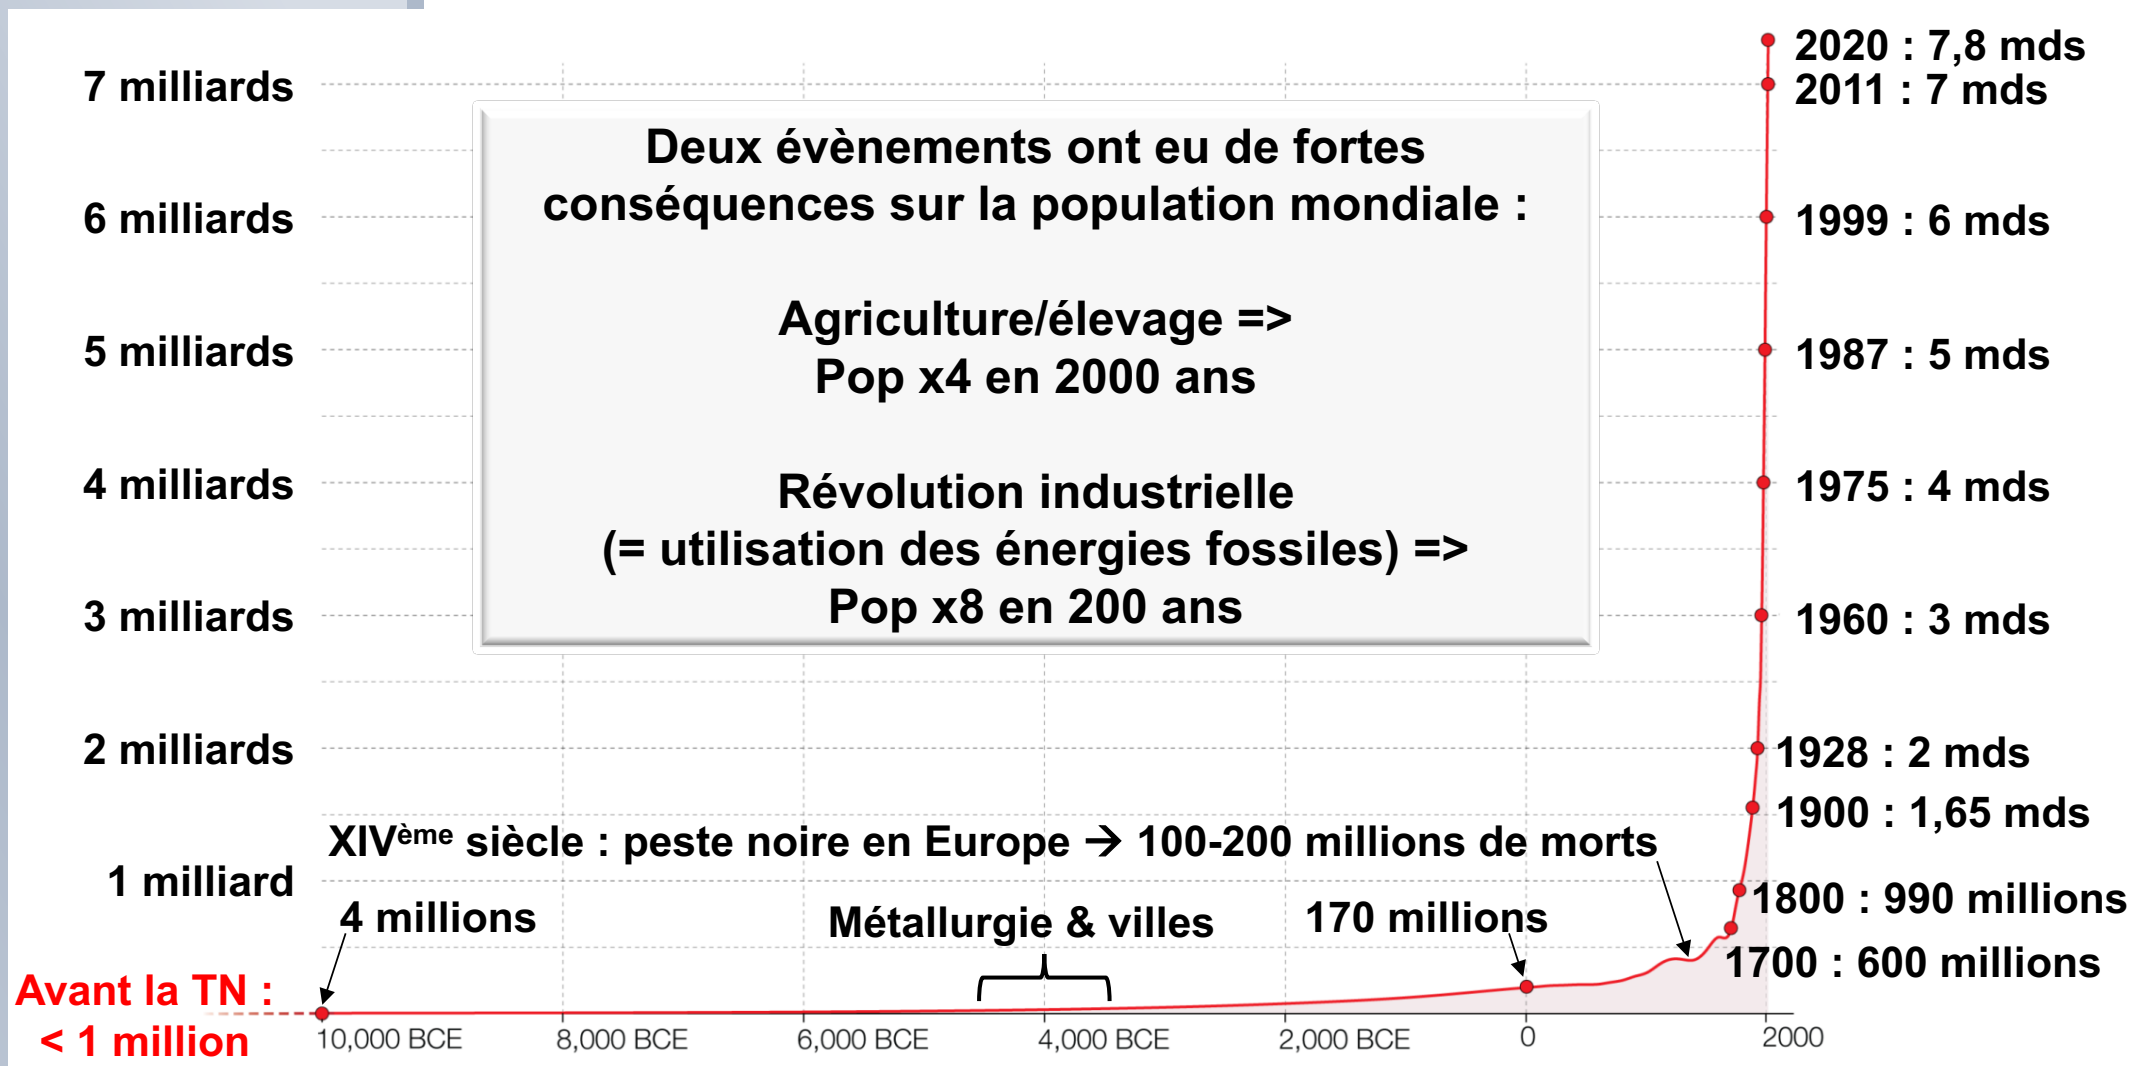 7 milliards
6 milliards
5 milliards
4 milliards
3 milliards
2 milliards
1 milliard
Deux évènements ont eu de fortes
conséquences sur la population mondiale :
Agriculture/élevage =>
Pop x4 en 2000 ans
Révolution industrielle
(= utilisation des énergies fossiles) =>
Pop x8 en 200 ans
2020 : 7,8 mds
2011 : 7 mds
1999 : 6 mds
1987 : 5 mds
1975 : 4 mds
1960 : 3 mds
1928 : 2 mds
1900 : 1,65 mds
1800 : 990 millions
1700 : 600 millions
XIVème siècle : peste noire en Europe → 100-200 millions de morts
4 millions
Métallurgie & villes
170 millions
Avant la TN :
< 1 million
10,000 BCE
8,000 BCE
6,000 BCE
4,000 BCE
2,000 BCE
0
2000